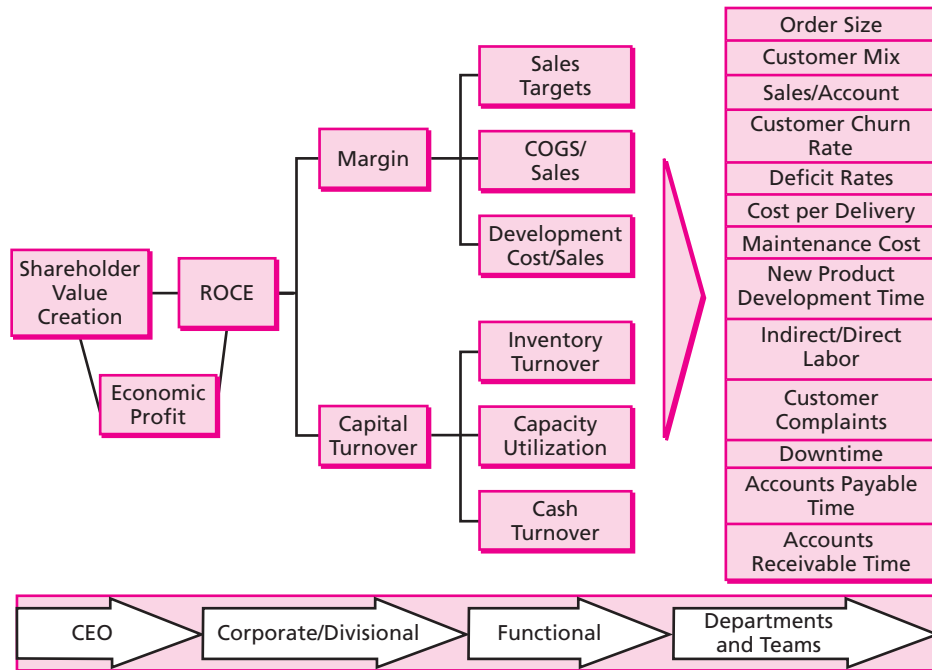 Shareholder
Value
Creation
ROCE
Economic
Profit
Margin
Capital
Turnover
Sales
Targets
COGS/
Sales
Development
Cost/Sales
Inventory
Turnover
Capacity
Utilization
Cash
Turnover
Order Size
Customer Mix
Sales/Account
Customer Churn
Rate
Deficit Rates
Cost per Delivery
Maintenance Cost
New Product
Development Time
Indirect/Direct
Labor
Customer
Complaints
Downtime
Accounts Payable
Time
Accounts
Receivable Time
CEO
Corporate/Divisional
Functional
Departments
and Teams